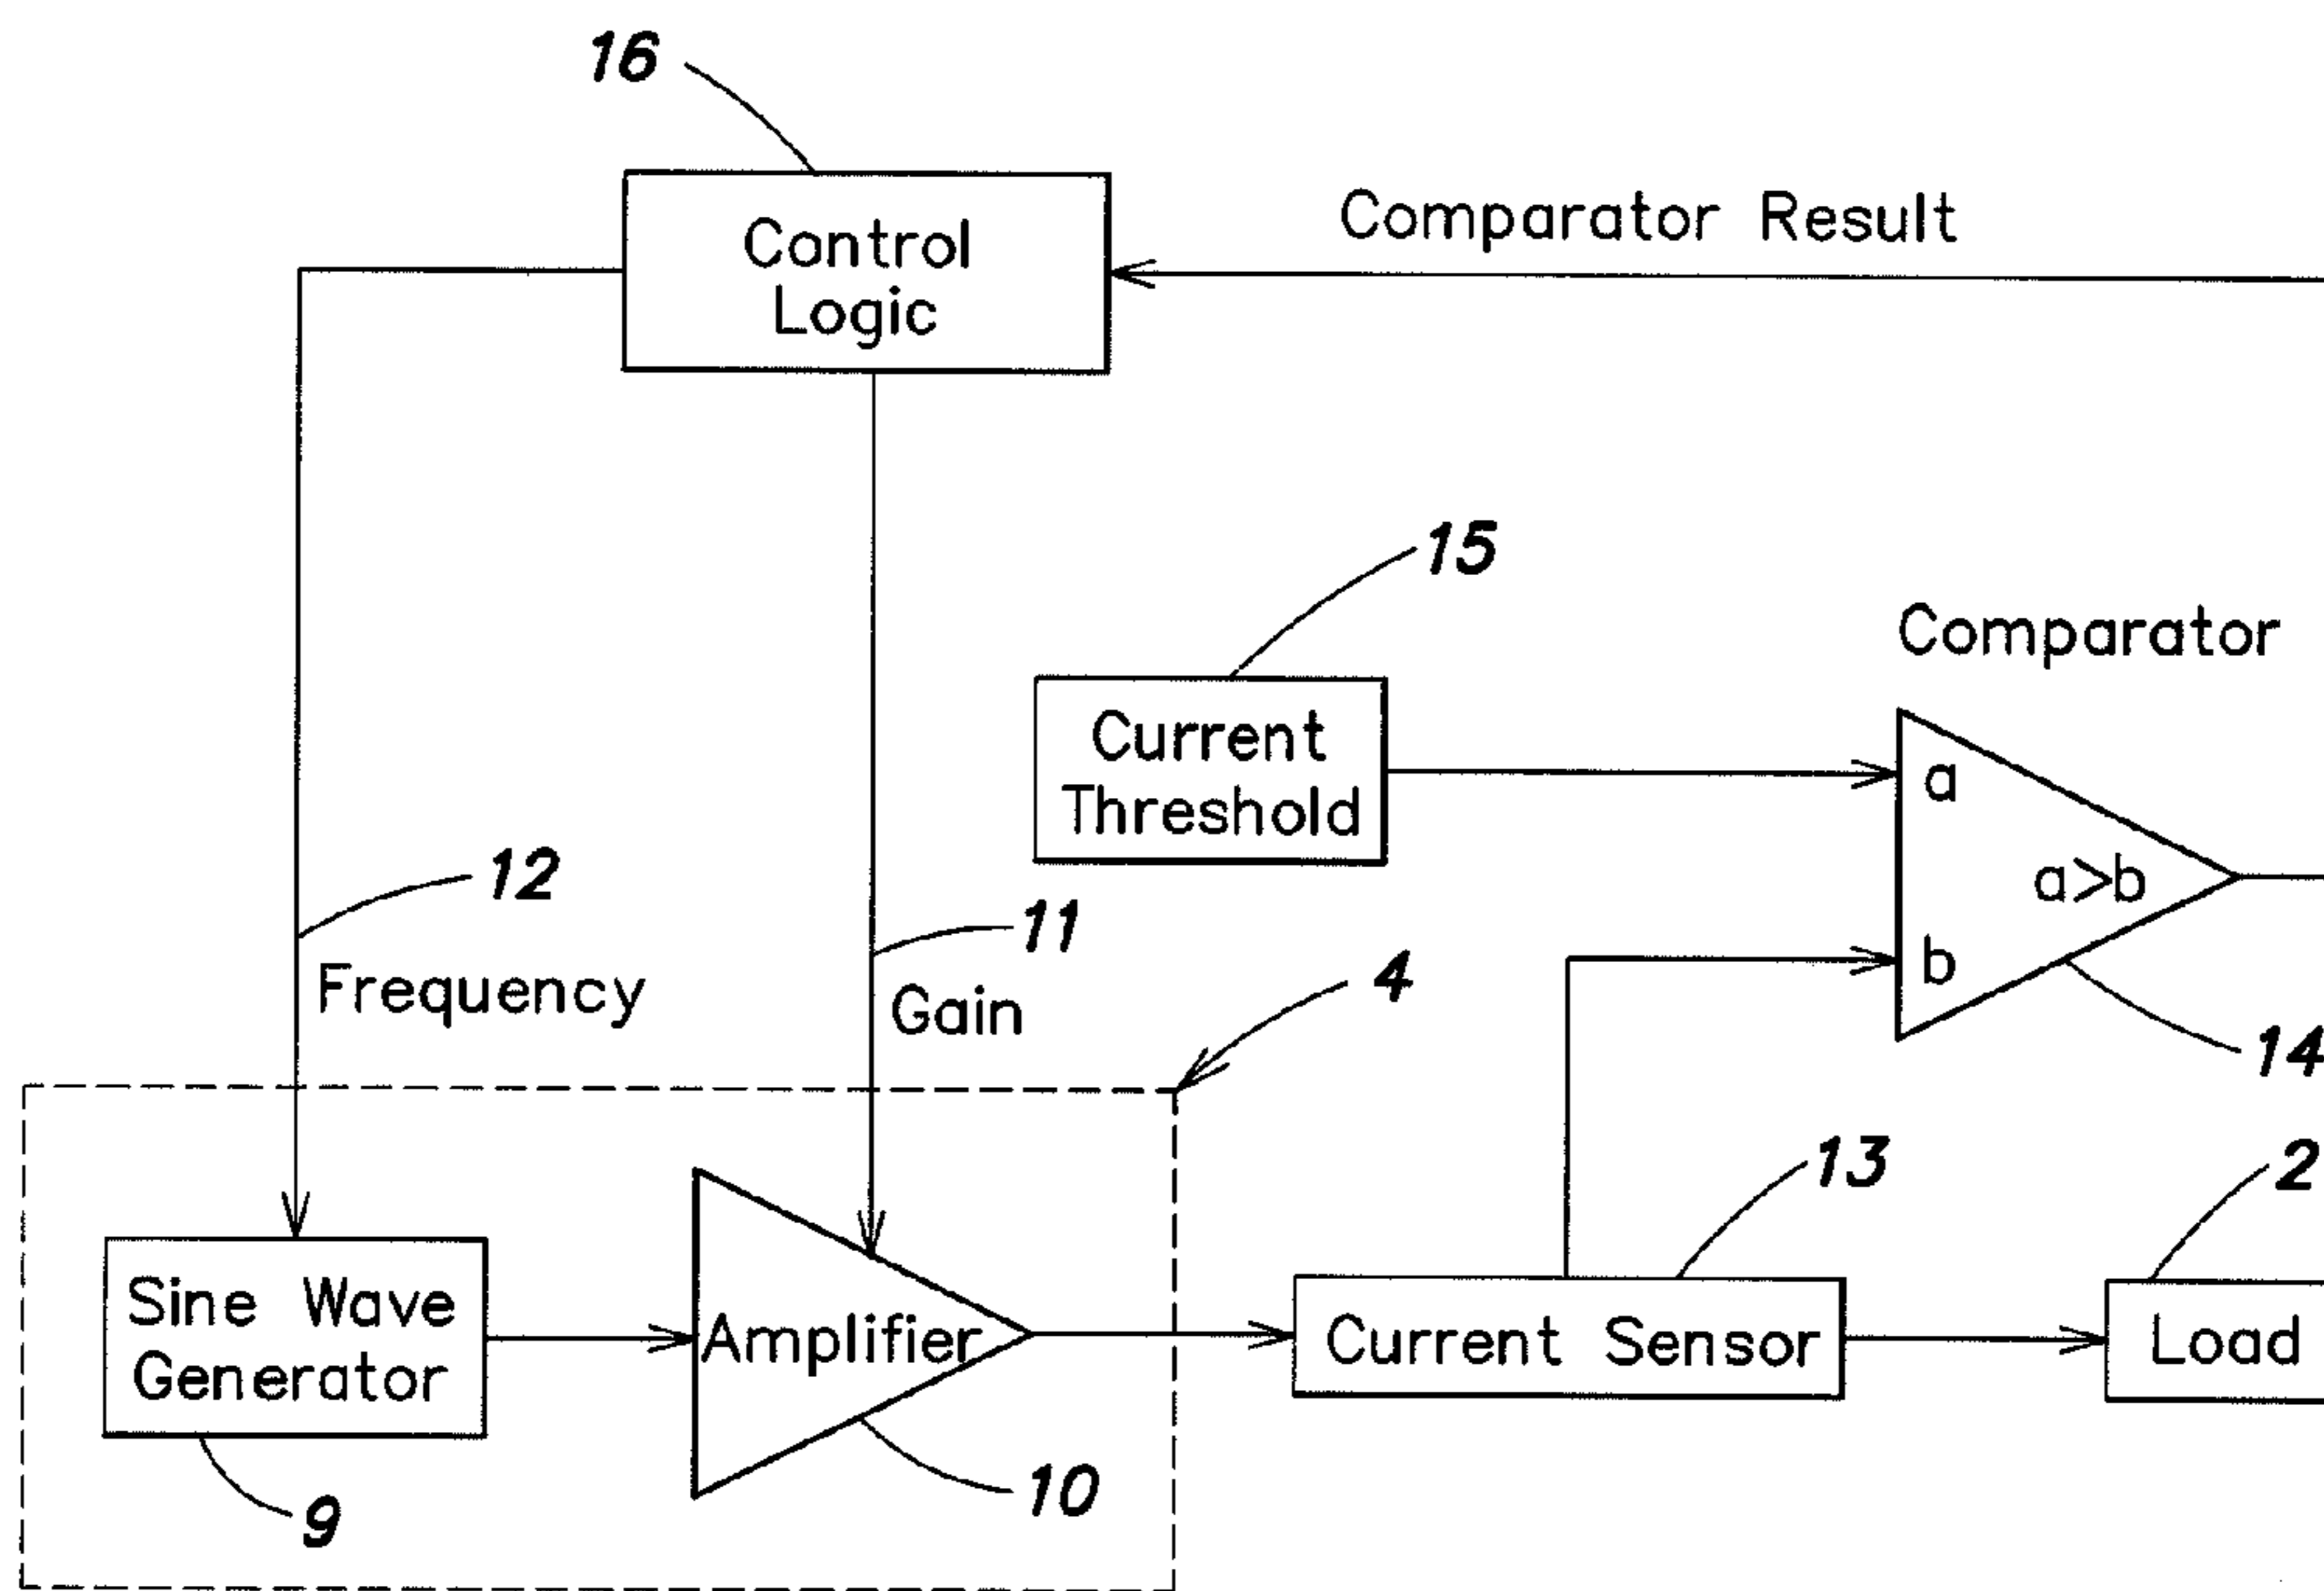 16
Control
Logic
Comparator Result
15
Comparator
Current
Threshold
a
a>b
b
12
11
Frequency
Gain
4
14
13
2
Sine Wave
Generator
Amplifier
Current Sensor
Load
10
9